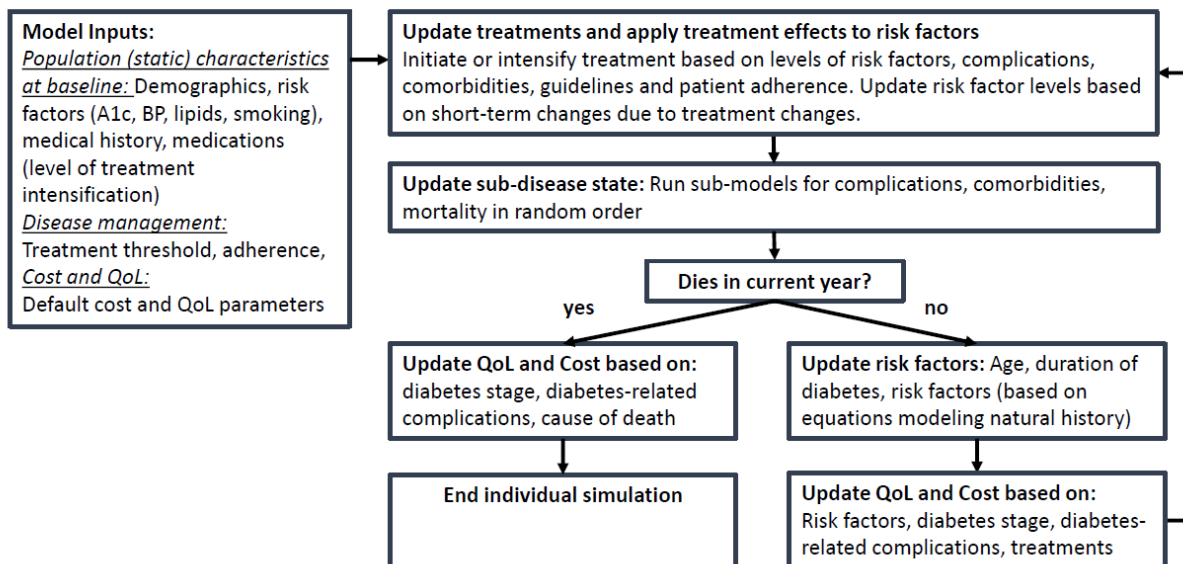 Model Inputs:
Population (static) characteristics
at baseline: Demographics, risk
factors (A1c, BP, lipids, smoking),
medical history, medications
(level of treatment
intensification)
Disease management:
Treatment threshold, adherence,
Cost and QoL:
Default cost and QoL parameters
Update treatments and apply treatment effects to risk factors
Initiate or intensify treatment based on levels of risk factors, complications,
comorbidities, guidelines and patient adherence. Update risk factor levels based
on short-term changes due to treatment changes.
Update sub-disease state: Run sub-models for complications, comorbidities,
mortality in random order
Dies in current year?
yes
no
Update QoL and Cost based on:
diabetes stage, diabetes-related
complications, cause of death
End individual simulation
Update risk factors: Age, duration of
diabetes, risk factors (based on
equations modeling natural history)
Update QoL and Cost based on:
Risk factors, diabetes stage, diabetes-
related complications, treatments